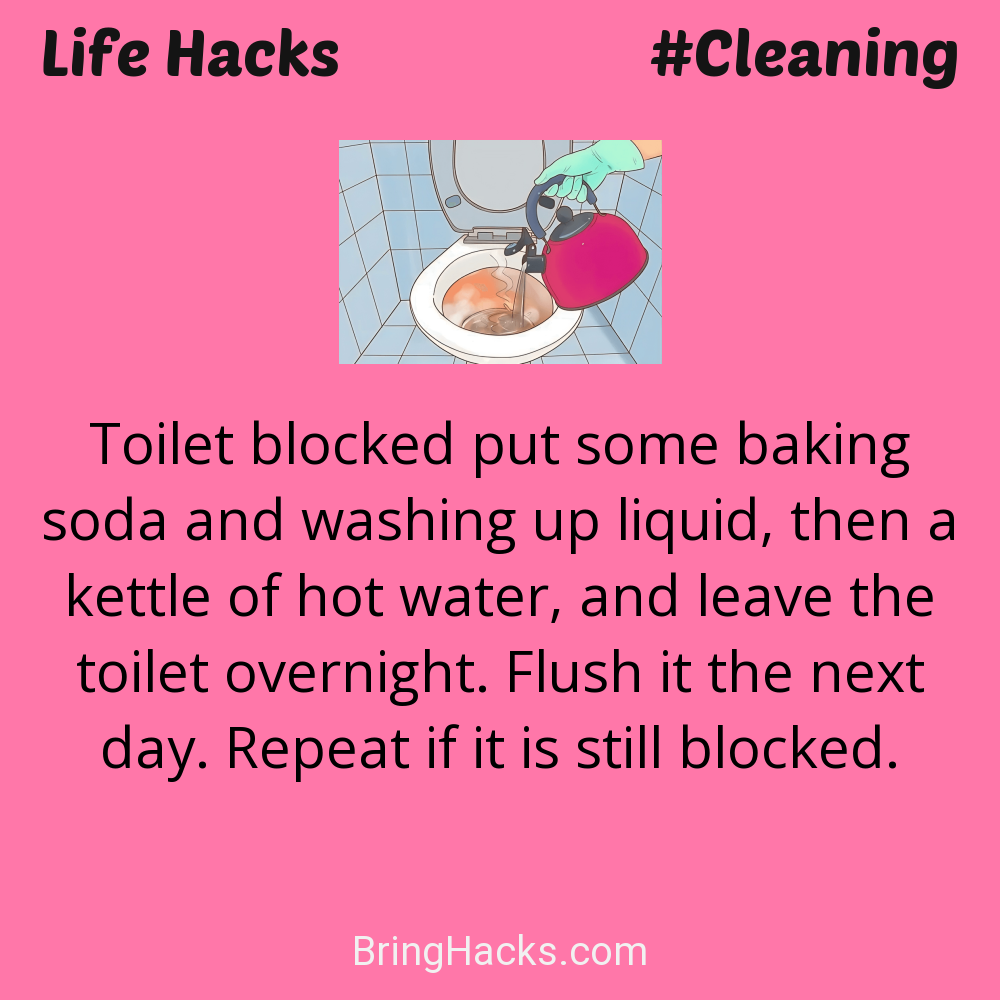 Life Hacks
#Cleaning
Toilet blocked put some baking
soda and washing up liquid, then a
kettle of hot water, and leave the
toilet overnight. Flush it the next
day. Repeat if it is still blocked.
BringHacks.com